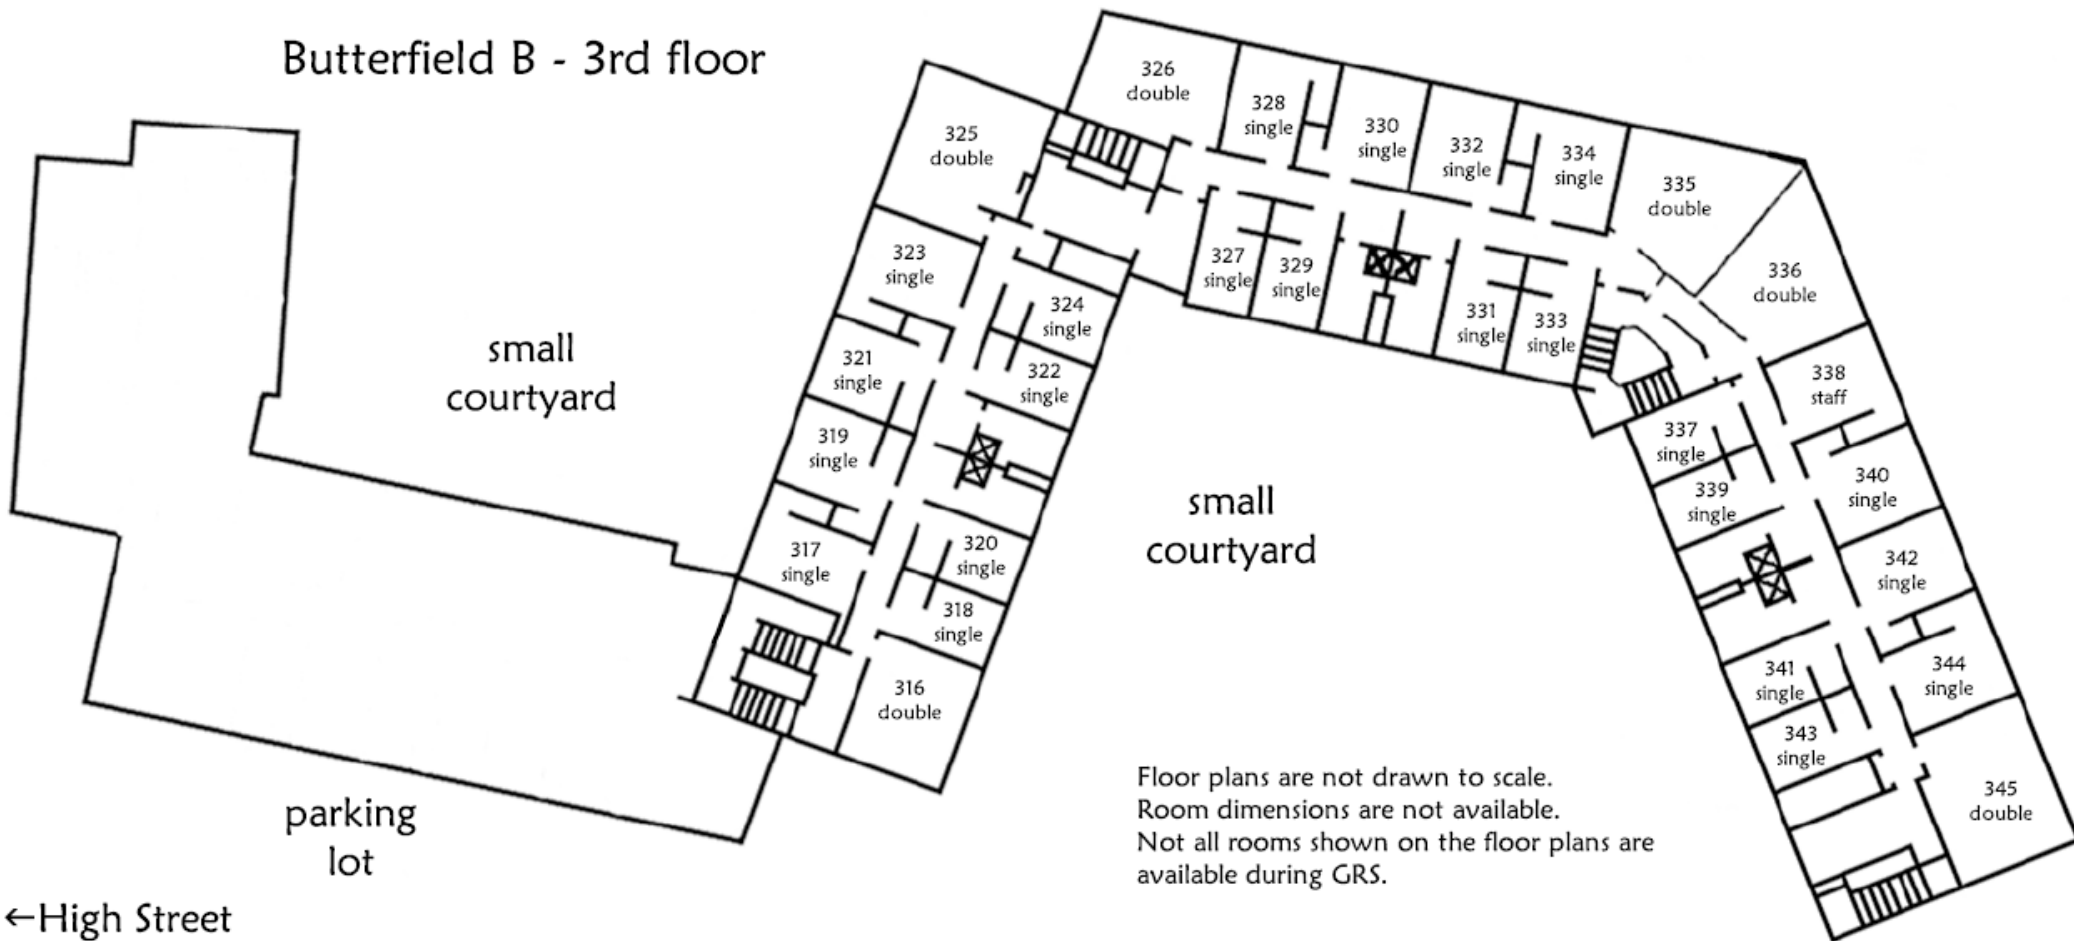 Butterfield B - 3rd floor
326
double
328
single
330
single
332
single
334
single
335
double
336
double
325
double
323
single
324
single
327
single
329
single
331
single
333
single
338
staff
321
single
322
single
337
single
339
single
340
single
319
single
small
courtyard
small
courtyard
317
single
320
single
318
single
342
single
341
single
344
single
343
single
316
double
345
double
Floor plans are not drawn to scale.
Room dimensions are not available.
Not all rooms shown on the floor plans are
available during GRS.
parking
lot
←High Street